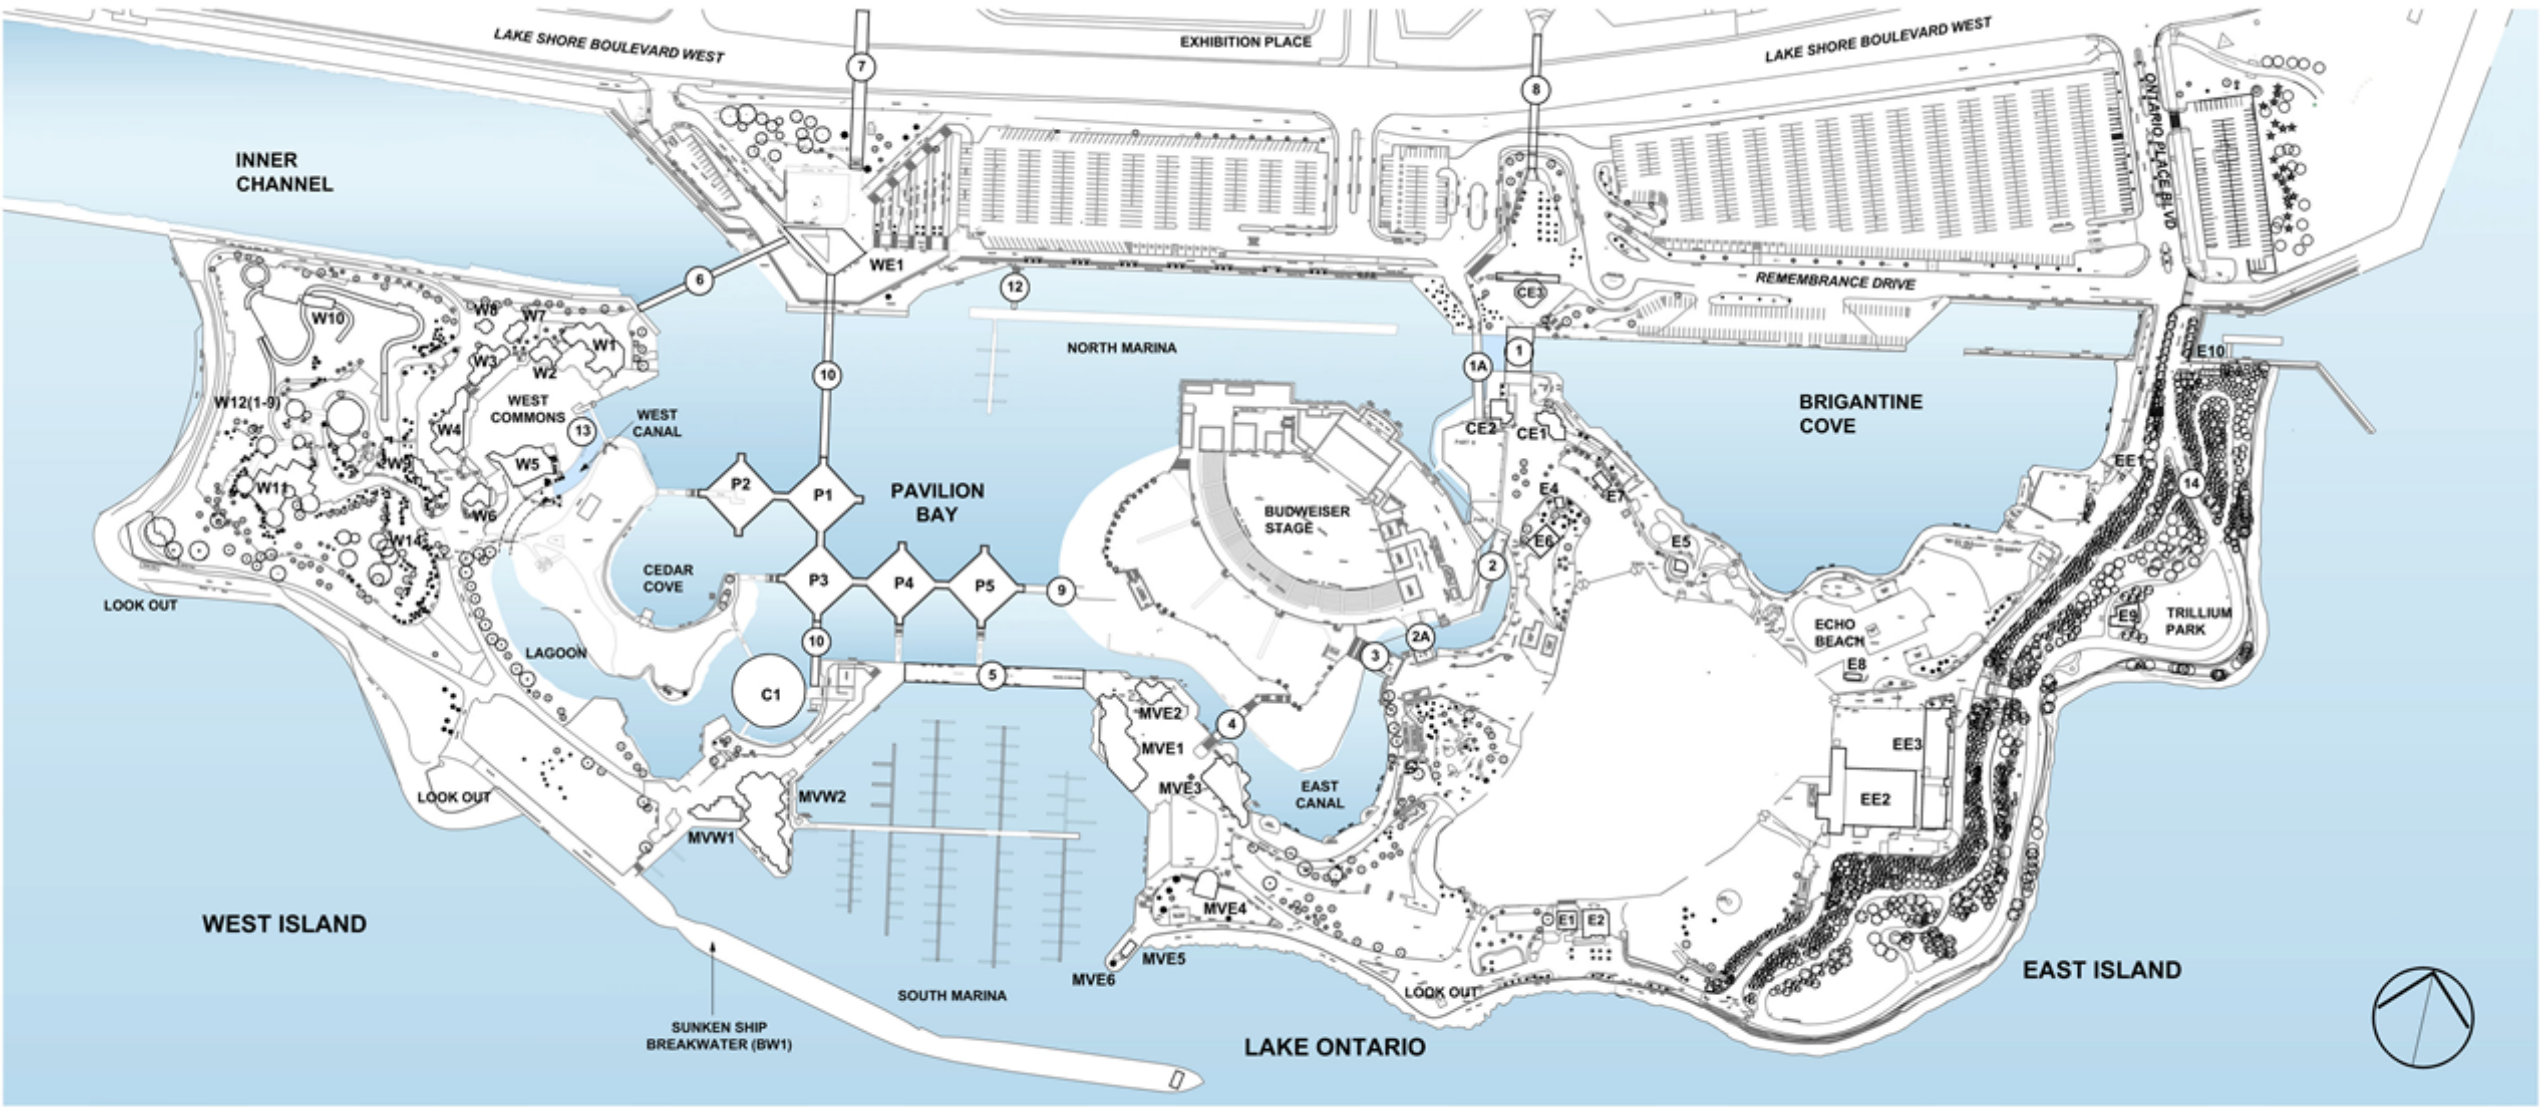 LAKE SHORE BOULEVARD WEST
EXHIBITION PLACE
LAKE SHORE BOULEVARD WEST
7
8
ONTARIO PLACE BLVD
INNER
CHANNEL
6
WE1
12
CE3
REMEMBRANCE DRIVE
W10
W8
W7
W1
W3
W2
10
NORTH MARINA
1A
1
E10
W12(1-9)
WEST
COMMONS
WEST
CANAL
13
W4
W5
W11
W6
W14
CE2
CE1
BRIGANTINE
COVE
EE1
14
P2
P1
PAVILION
BAY
BUDWEISER
STAGE
E4
E7
E6
E5
2
CEDAR
COVE
P3
P4
P5
9
LOOK OUT
LAGOON
10
2A
3
ECHO
BEACH
E8
E9
TRILLIUM
PARK
C1
5
MVE2
4
MVE1
MVE3
EAST
CANAL
EE3
EE2
LOOK OUT
MVW2
MVW1
MVE4
E1
E2
MVE5
MVE6
WEST ISLAND
SOUTH MARINA
LOOK OUT
EAST ISLAND
SUNKEN SHIP
BREAKWATER (BW1)
LAKE ONTARIO